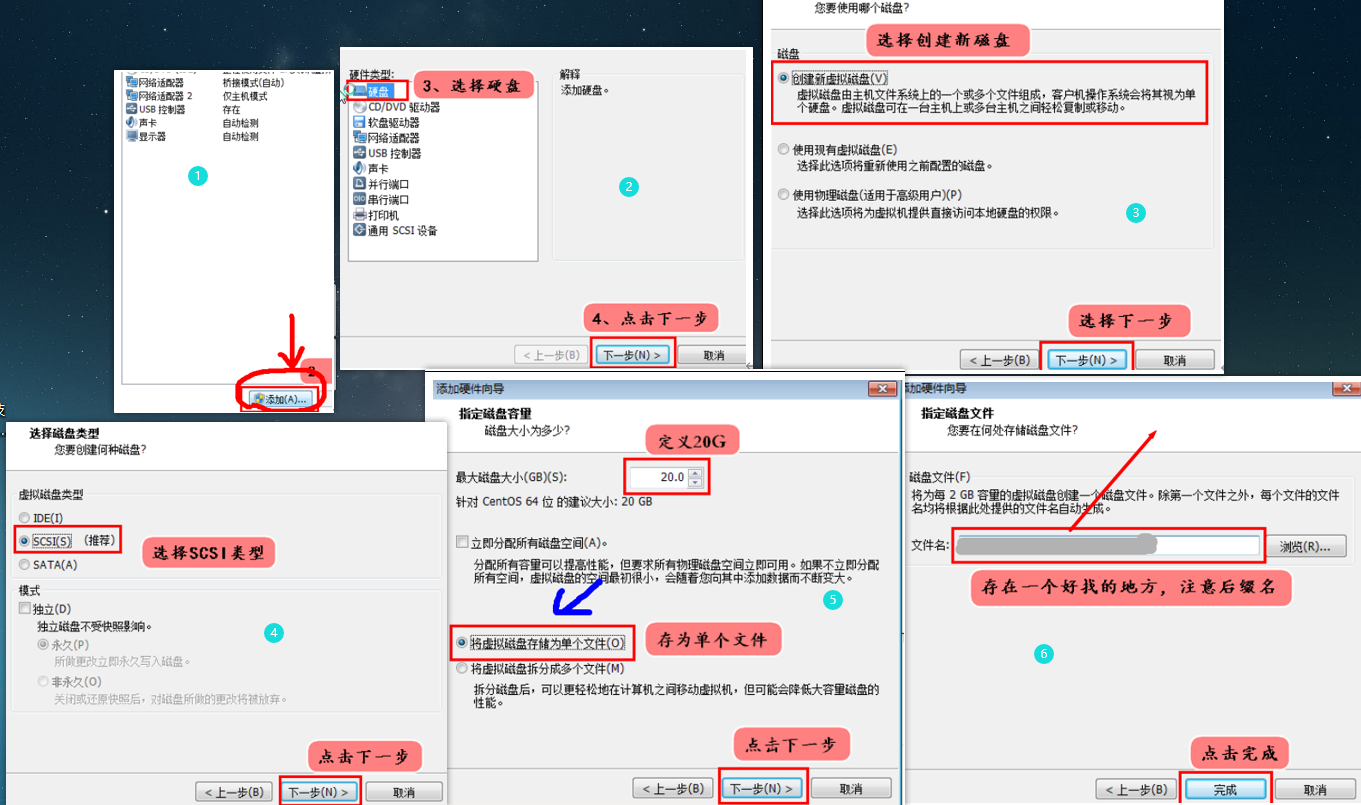 网络适配器 桥接模式(自动)
网络适配器 2 仅主机模式
USB 控制器 存在
声卡 自动检测
显示器 自动检测
1
2
添加(A)...
硬件类型:
3、选择硬盘
硬盘
CD/DVD 驱动器
软盘驱动器
网络适配器
USB 控制器
声卡
并行端口
串行端口
打印机
通用 SCSI 设备
解释
添加硬盘。
2
4、点击下一步
< 上一步(B)
下一步(N) >
取消
您要使用哪个磁盘?
选择创建新磁盘
磁盘
创建新虚拟磁盘(V)
虚拟磁盘由主机文件系统上的一个或多个文件组成，客户机操作系统会将其视为单
个硬盘。虚拟磁盘可在一台主机上或多台主机之间轻松复制或移动。
使用现有虚拟磁盘(E)
选择此选项将重新使用之前配置的磁盘。
使用物理磁盘(适用于高级用户)(P)
选择此选项将为虚拟机提供直接访问本地硬盘的权限。
3
选择下一步
< 上一步(B)
下一步(N) >
取消
选择磁盘类型
您要创建何种磁盘?
虚拟磁盘类型
IDE(I)
SCSI(S) (推荐)
选择SCSI类型
SATA(A)
模式
独立(D)
独立磁盘不受快照影响。
永久(P)
所做更改立即永久写入磁盘。
非永久(O)
关闭或还原快照后，对磁盘所做的更改将被放弃。
4
点击下一步
< 上一步(B)
下一步(N) >
取消
添加硬件向导
指定磁盘容量
磁盘大小为多少?
定义20G
最大磁盘大小(GB)(S):
20.0
针对 CentOS 64 位 的建议大小: 20 GB
立即分配所有磁盘空间(A)。
分配所有容量可以提高性能，但要求所有物理磁盘空间立即可用。如果不立即分配
所有空间，虚拟磁盘的空间最初很小，会随着您向其中添加数据而不断变大。
5
将虚拟磁盘存储为单个文件(O)
存为单个文件
将虚拟磁盘拆分成多个文件(M)
拆分磁盘后，可以更轻松地在计算机之间移动虚拟机，但可能会降低大容量磁盘的
性能。
点击下一步
< 上一步(B)
下一步(N) >
取消
添加硬件向导
指定磁盘文件
您要在何处存储磁盘文件?
磁盘文件(F)
将为每 2 GB 容量的虚拟磁盘创建一个磁盘文件。除第一个文件之外，每个文件的文件
名均将根据此处提供的文件名自动生成。
文件名:
浏览(R)...
存在一个好找的地方，注意后缀名
6
点击完成
< 上一步(B)
完成
取消